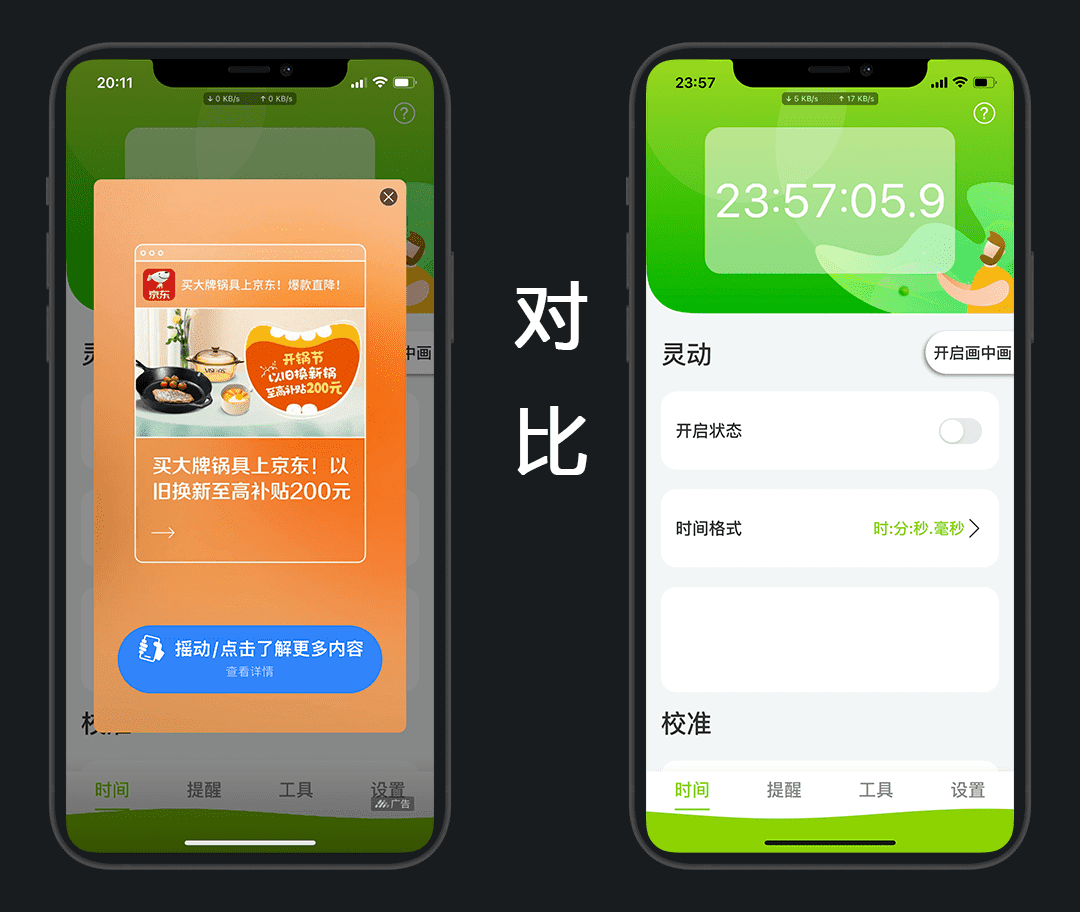 20:11
↓ 0 KB/s ↑ 0 KB/s
?
京东
买大牌锅具上京东！爆款直降！
开锅节
以旧换新锅
至高补贴200元
买大牌锅具上京东！以
旧换新至高补贴200元
摇动/点击了解更多内容
查看详情
灵
中画
校准
时间
提醒
工具
设置
广告
对
比
23:57
↓ 5 KB/s ↑ 17 KB/s
?
23:57:05.9
灵动
开启画中画
开启状态
时间格式
时:分:秒.毫秒
校准
时间
提醒
工具
设置